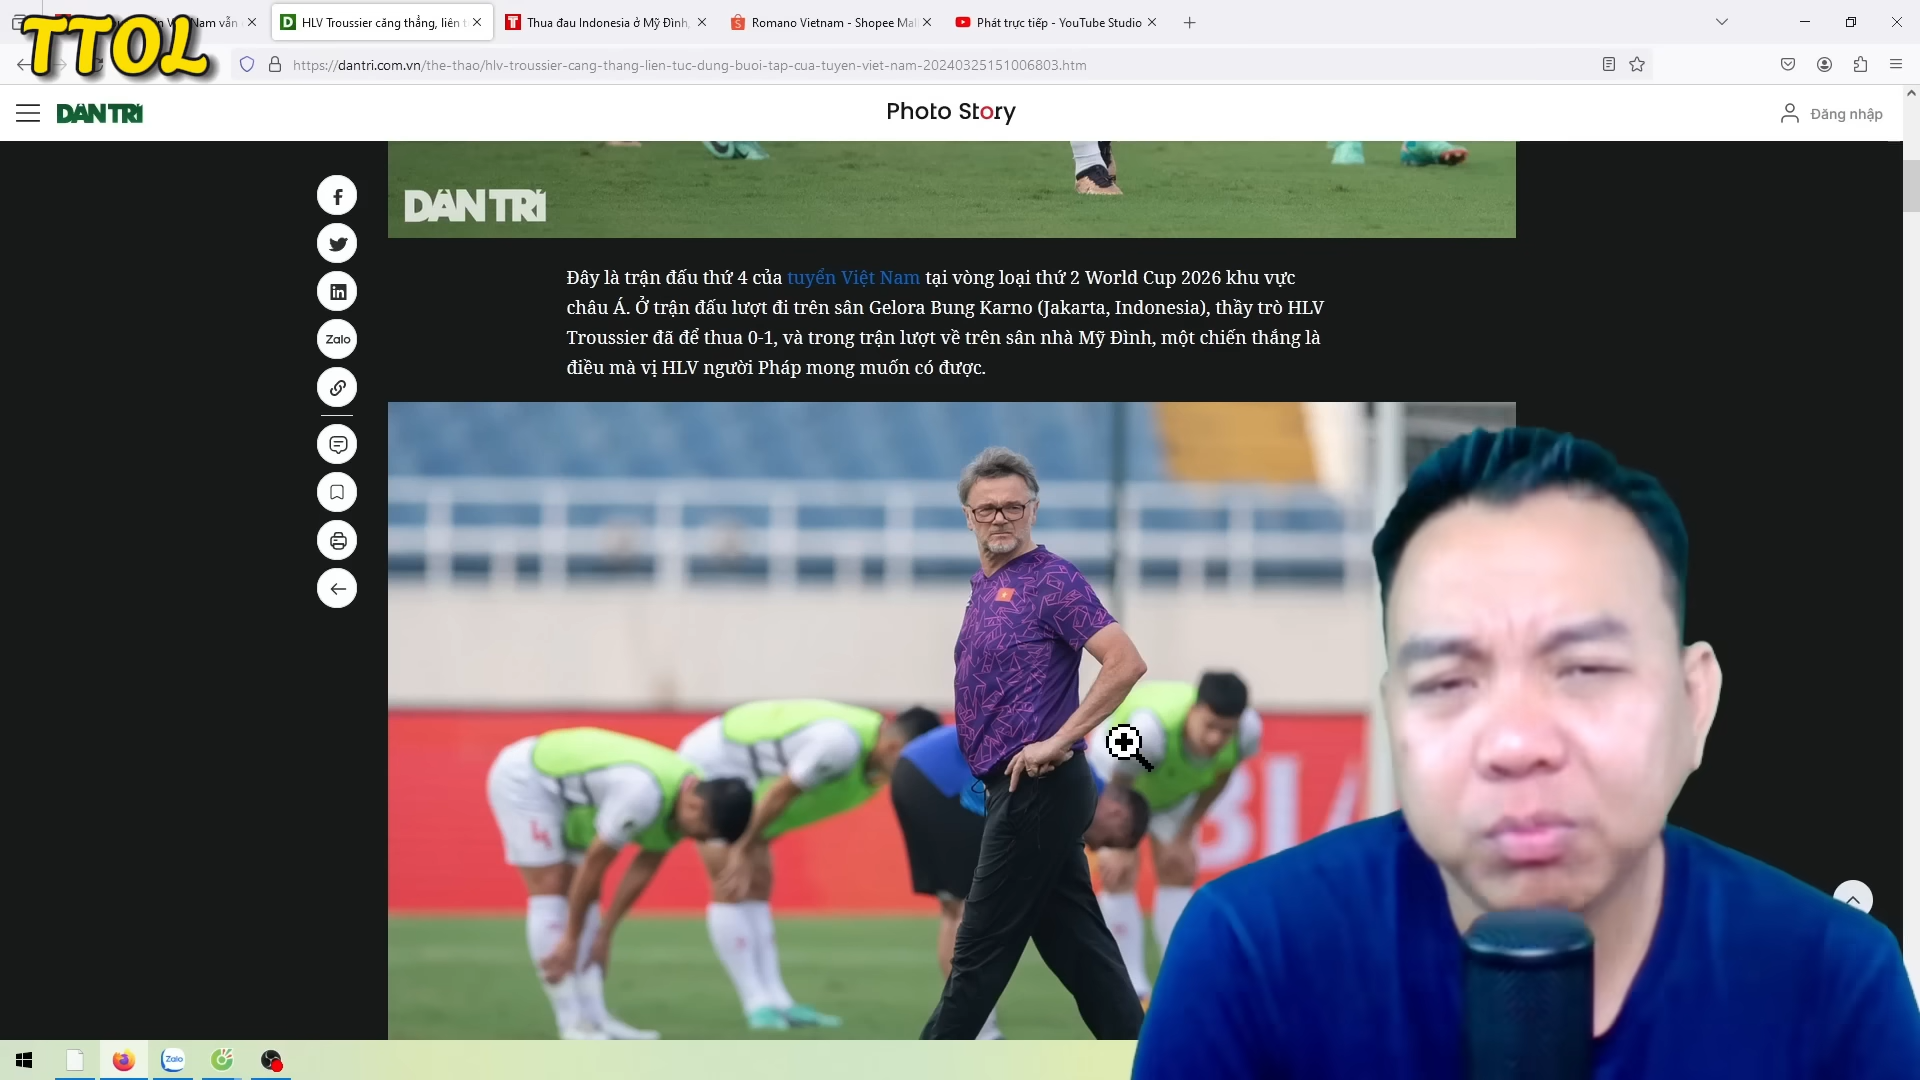 TTOL
Nam vẫn
HLV Troussier căng thẳng, liên t
Thua đau Indonesia ở Mỹ Đình,
Romano Vietnam - Shopee Mal
Phát trực tiếp - YouTube Studio
https://dantri.com.vn/the-thao/hlv-troussier-cang-thang-lien-tuc-dung-buoi-tap-cua-tuyen-viet-nam-20240325151006803.htm
DÂN TRÍ
Photo Story
Đăng nhập
DÂN TRÍ
Đây là trận đấu thứ 4 của tuyển Việt Nam tại vòng loại thứ 2 World Cup 2026 khu vực
châu Á. Ở trận đấu lượt đi trên sân Gelora Bung Karno (Jakarta, Indonesia), thầy trò HLV
Troussier đã để thua 0-1, và trong trận lượt về trên sân nhà Mỹ Đình, một chiến thắng là
điều mà vị HLV người Pháp mong muốn có được.
Zalo
Zalo